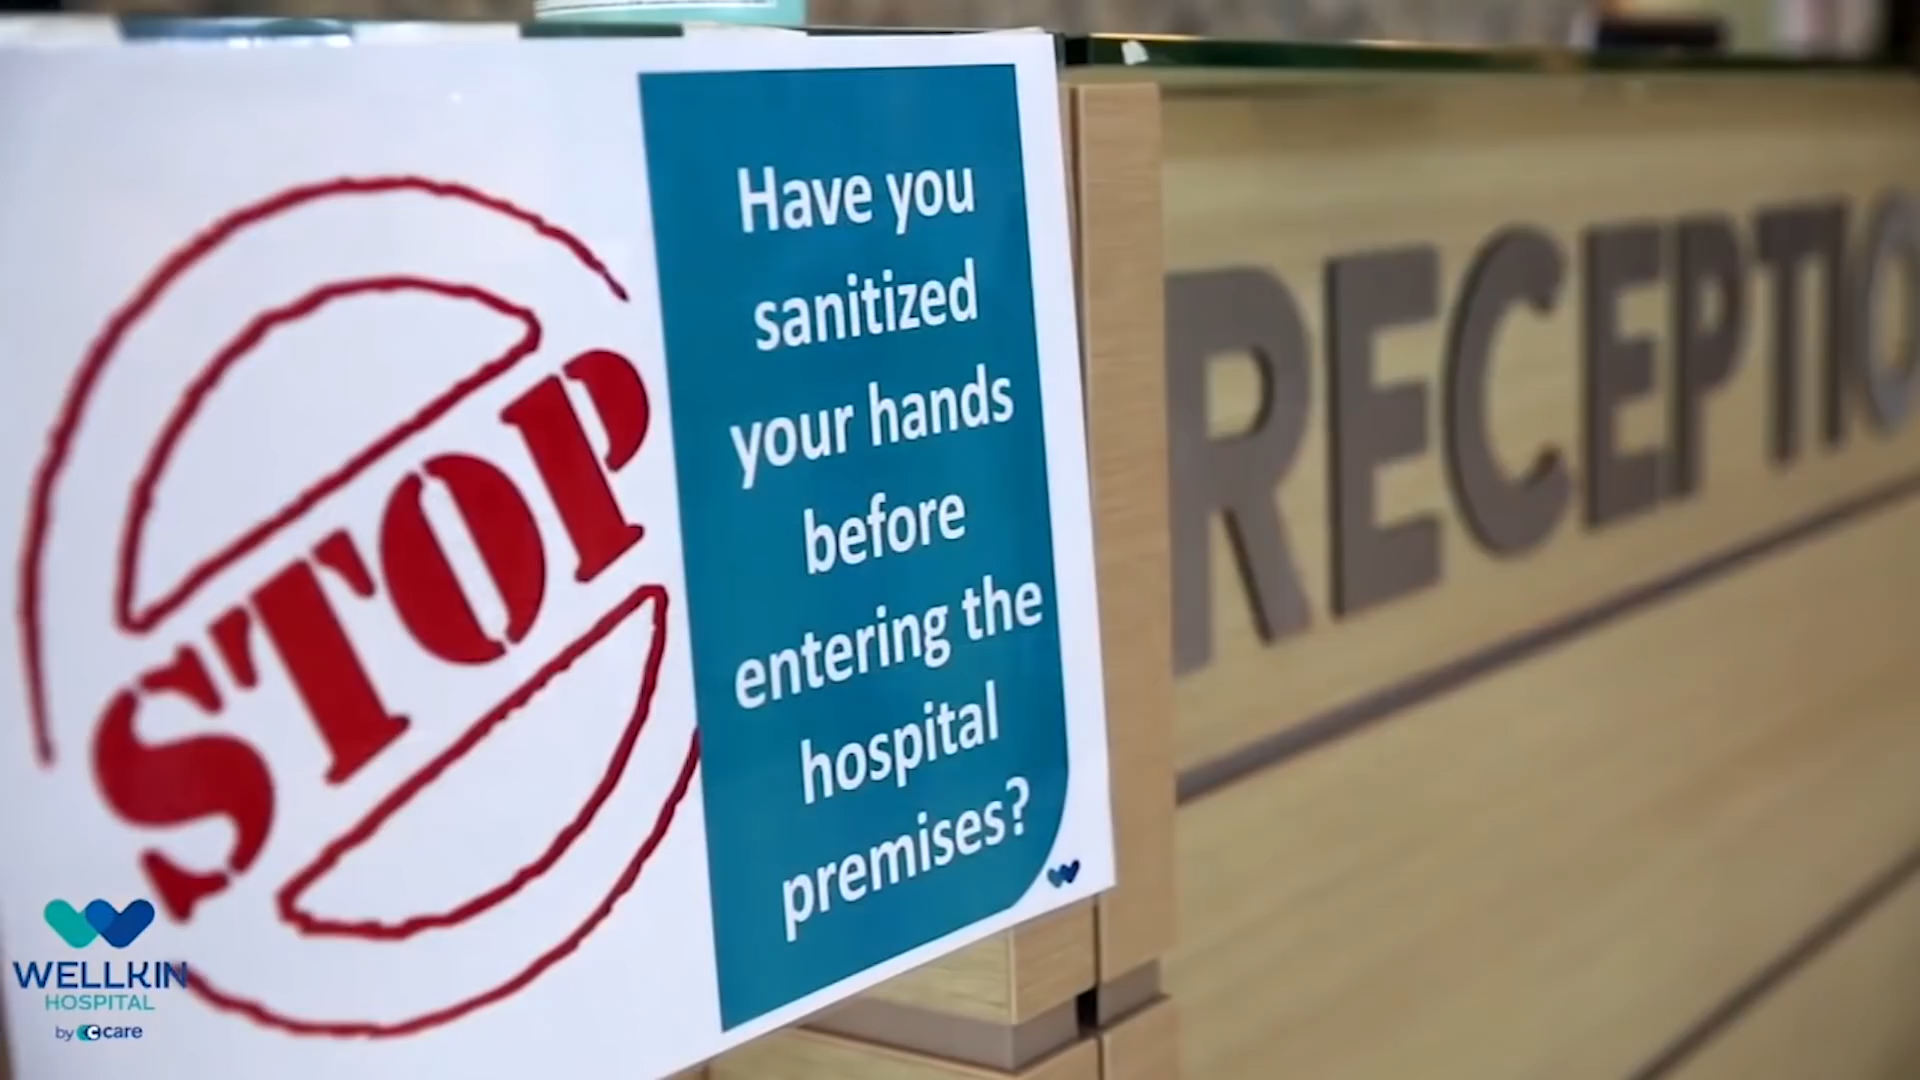 STOP
Have you
sanitized
your hands
before
entering the
hospital
premises?
RECEPTIO
WELLKIN
HOSPITAL
by C care